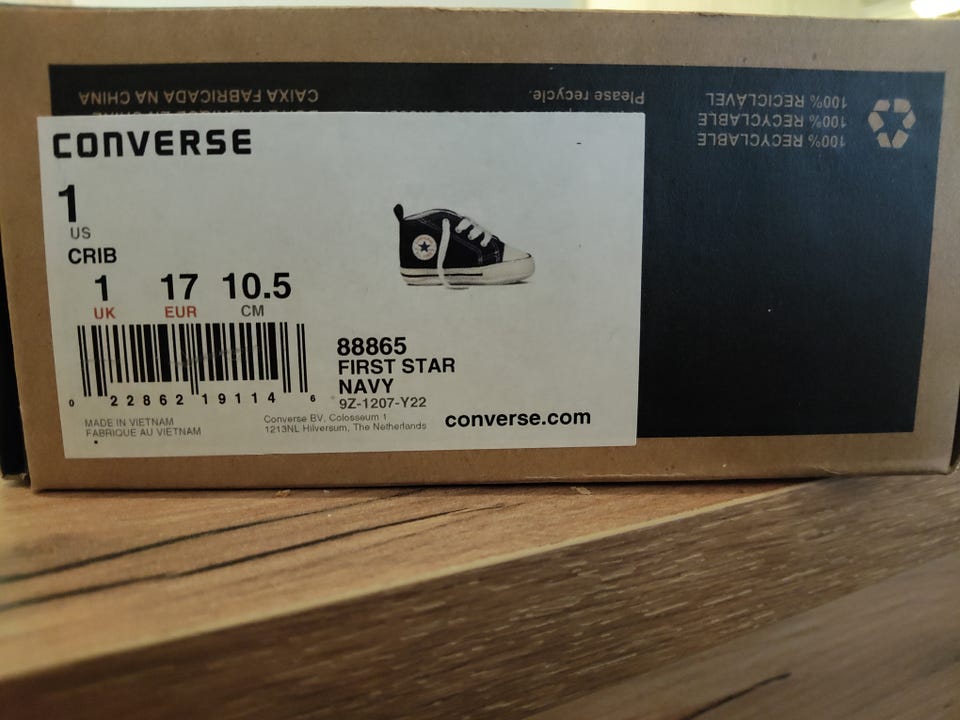 CAIXA FABRICADA NA CHINA
Please recycle.
100% RECICLAVEL
100% RECYCLABLE
100% RECYCLABLE
CONVERSE
1
US
CRIB
1 17 10.5
UK EUR CM
0 22862 19114 6
88865
FIRST STAR
NAVY
9Z-1207-Y22
MADE IN VIETNAM
FABRIQUE AU VIETNAM
Converse BV, Colosseum 1
1213NL Hilversum, The Netherlands
converse.com